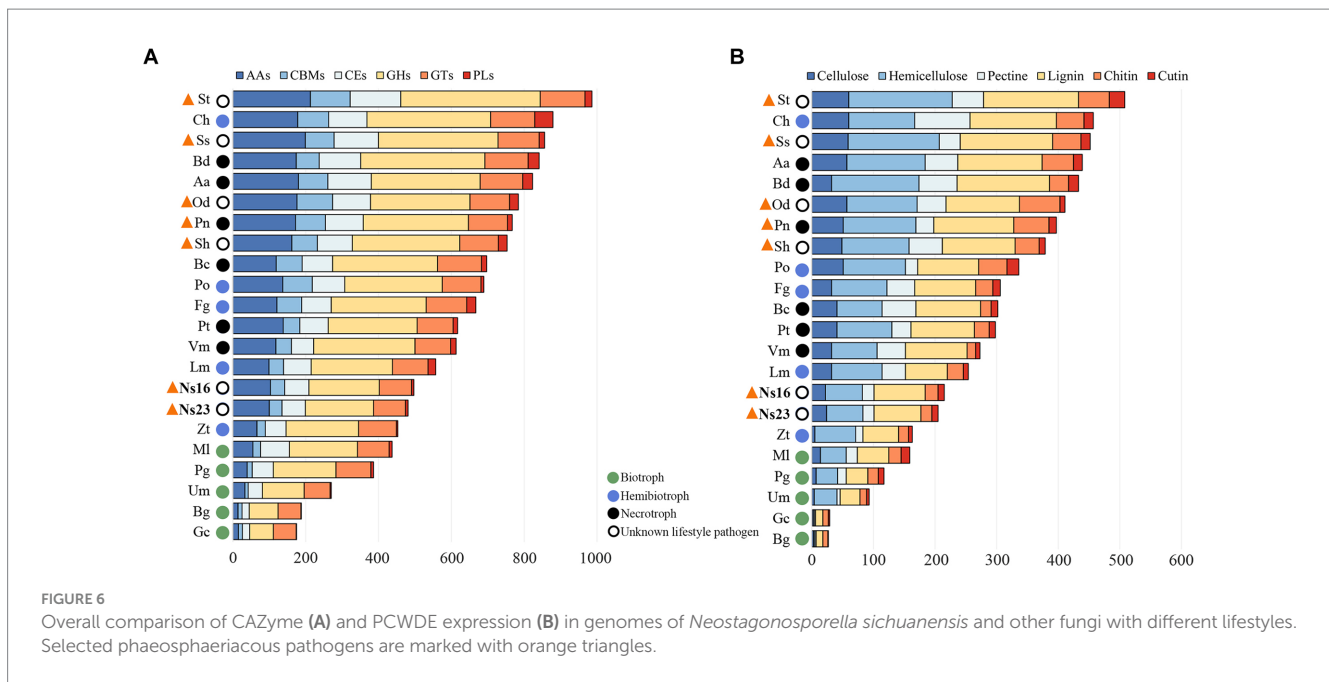 A
AAs CBMs CEs GHs GTs PLs
St
Ch
Ss
Bd
Aa
Od
Pn
Sh
Bc
Po
Fg
Pt
Vm
Lm
Ns16
Ns23
Zt
Ml
Pg
Um
Bg
Gc
0 200 400 600 800 1000
Biotroph
Hemibiotroph
Necrotroph
Unknown lifestyle pathogen
B
Cellulose Hemicellulose Pectine Lignin Chitin Cutin
St
Ch
Ss
Aa
Bd
Od
Pn
Sh
Po
Fg
Bc
Pt
Vm
Lm
Ns16
Ns23
Zt
Ml
Pg
Um
Gc
Bg
0 100 200 300 400 500 600
FIGURE 6
Overall comparison of CAZyme (A) and PCWDE expression (B) in genomes of Neostagonosporella sichuanensis and other fungi with different lifestyles.
Selected phaeosphaeriacous pathogens are marked with orange triangles.